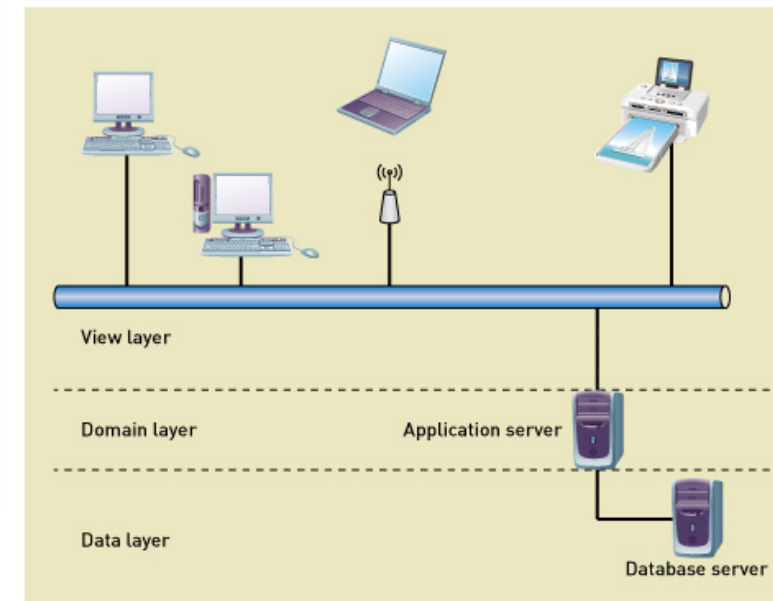 View layer
Domain layer
Application server
Data layer
Database server